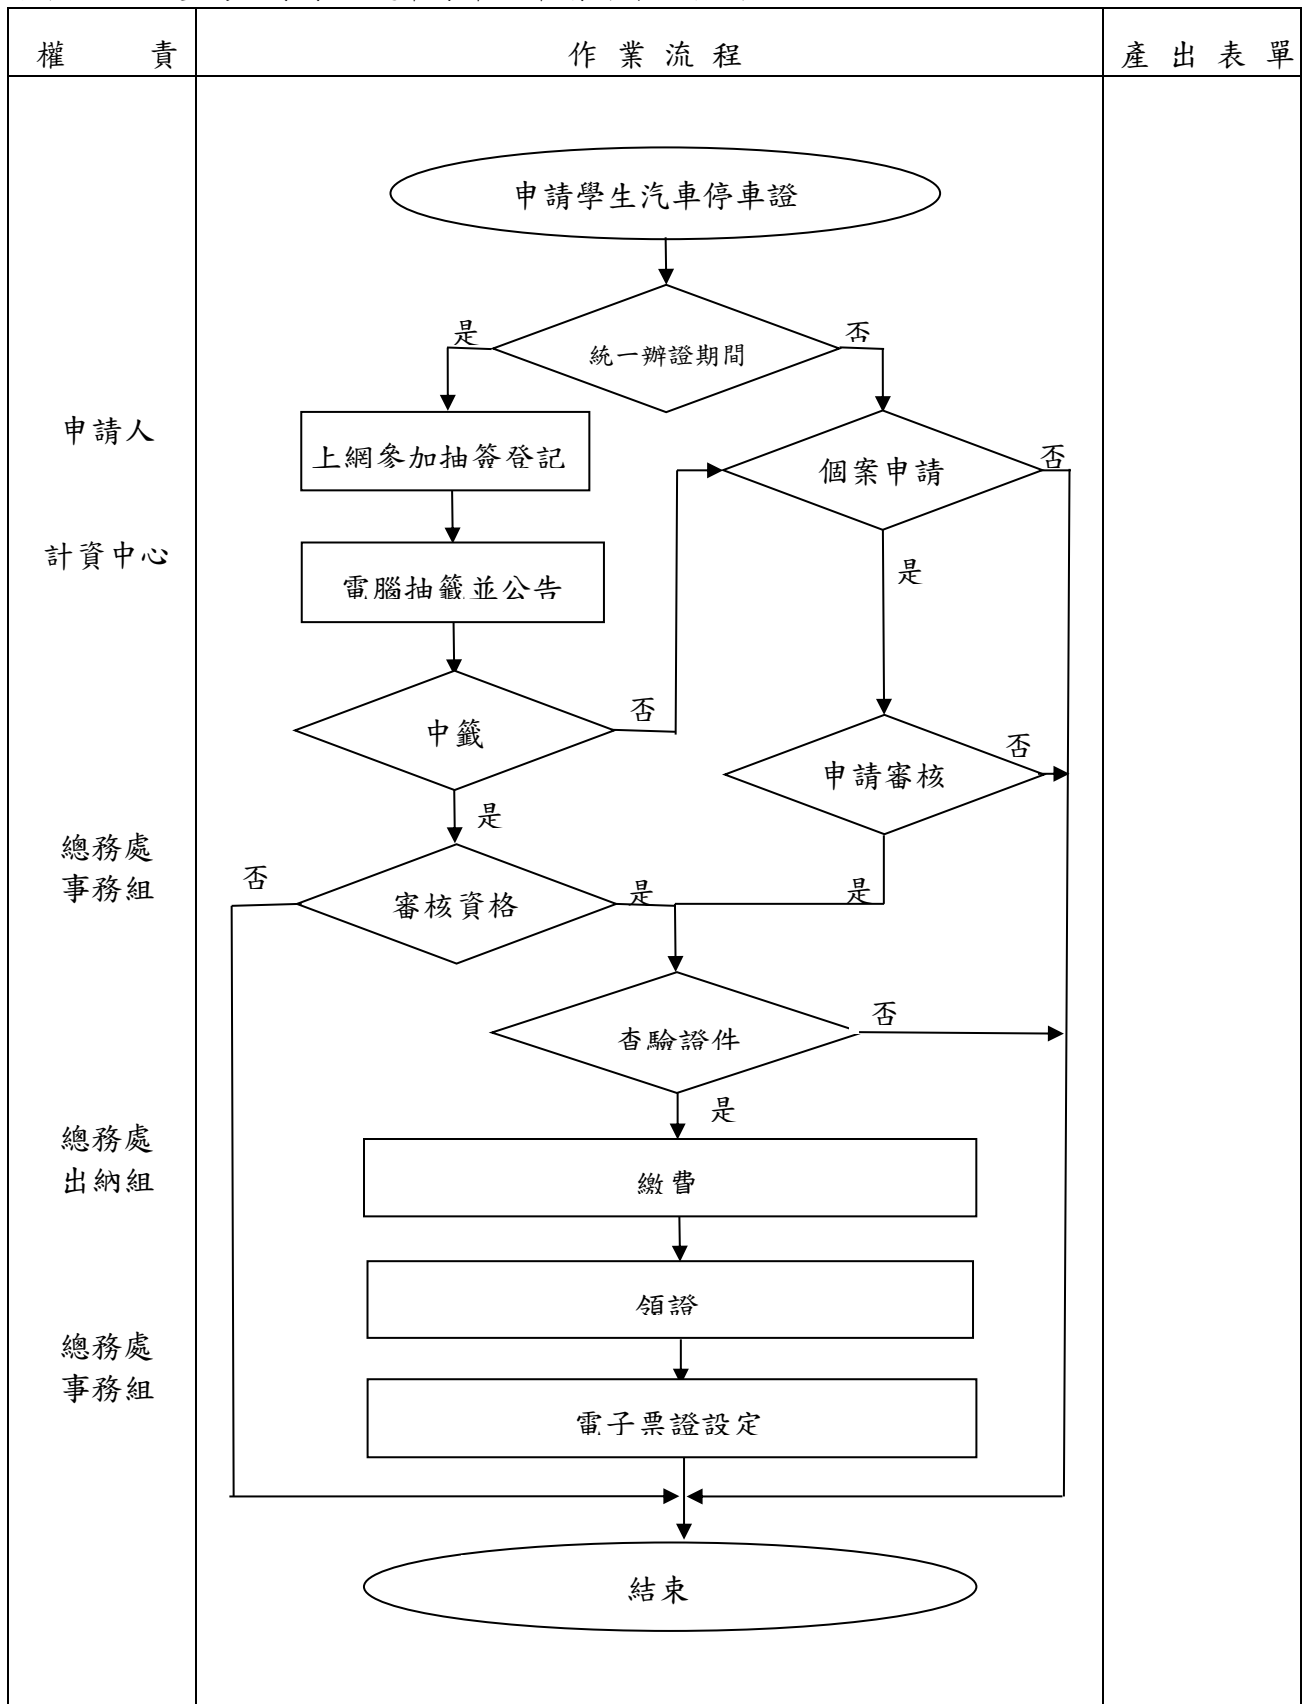 權 責
作 業 流 程
產 出 表 單
申請學生汽車停車證
統一辦證期間
是
否
申請人
上網參加抽簽登記
個案申請
否
計資中心
電腦抽籤並公告
是
中籤
否
申請審核
否
是
總務處
事務組
否
審核資格
是
是
查驗證件
否
是
總務處
出納組
繳費
領證
總務處
事務組
電子票證設定
結束